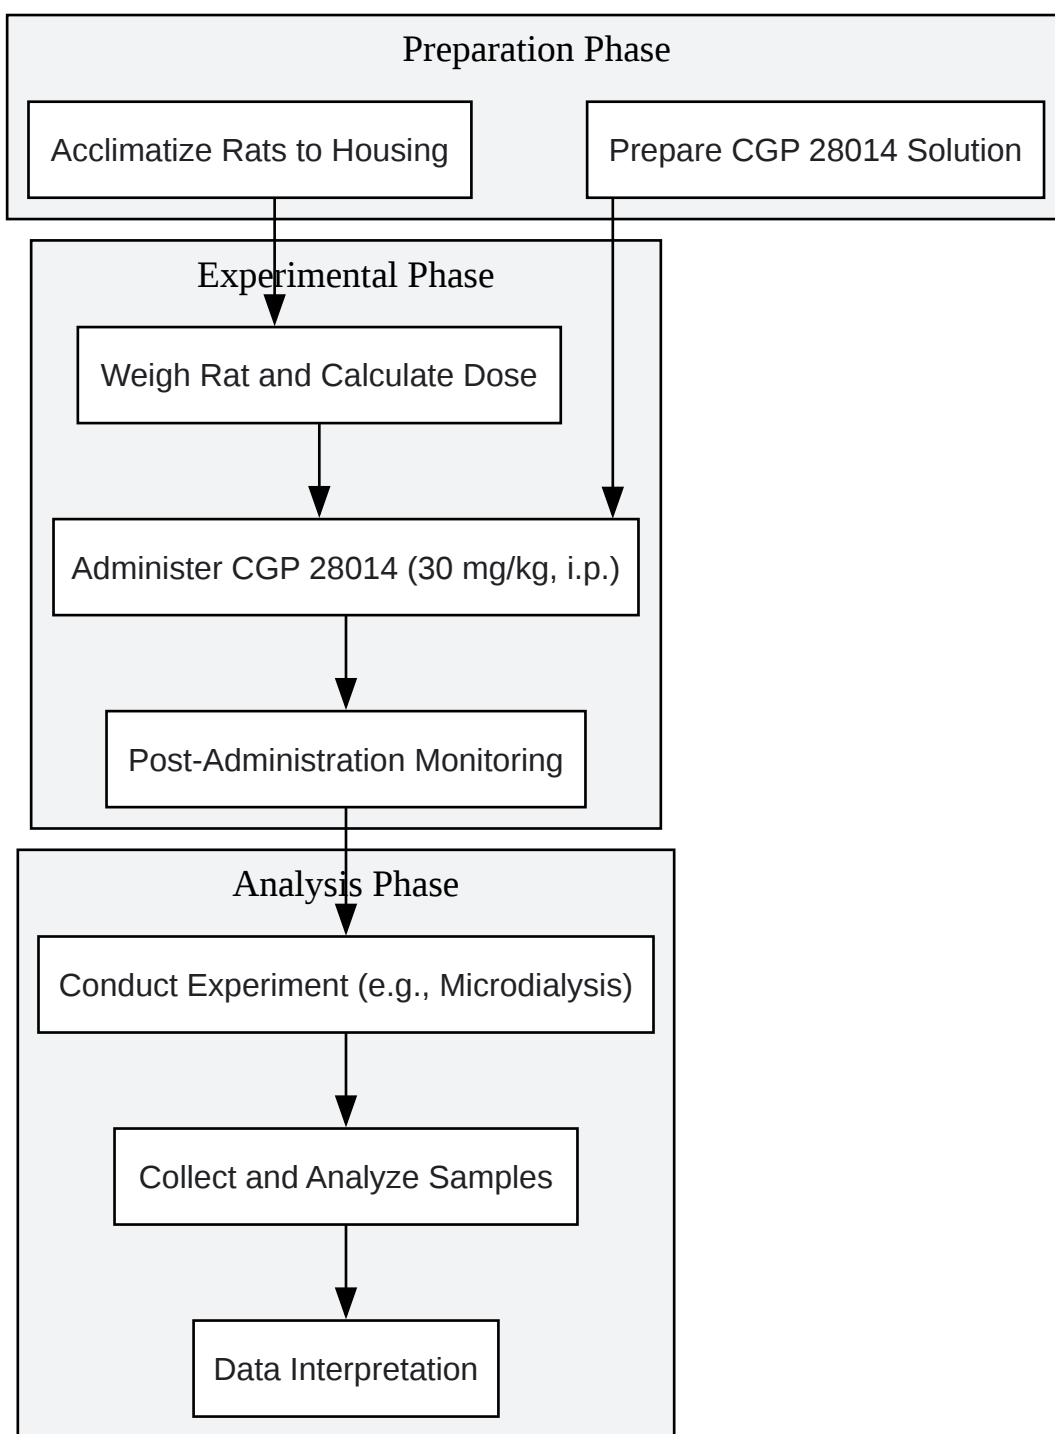 Preparation Phase
Acclimatize Rats to Housing
Prepare CGP 28014 Solution
Experimental Phase
Weigh Rat and Calculate Dose
Administer CGP 28014 (30 mg/kg, i.p.)
Post-Administration Monitoring
Analysis Phase
Conduct Experiment (e.g., Microdialysis)
Collect and Analyze Samples
Data Interpretation